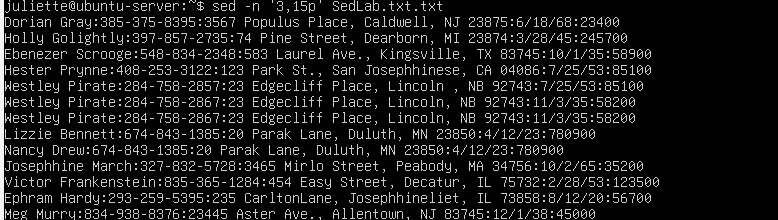 juliette@ubuntu-server:~$ sed -n '3,15p' SedLab.txt.txt
Dorian Gray:385-375-8395:3567 Populus Place, Caldwell, NJ 23875:6/18/68:23400
Holly Golightly:397-857-2735:74 Pine Street, Dearborn, MI 23874:3/28/45:245700
Ebenezer Scrooge:548-834-2348:583 Laurel Ave., Kingsville, TX 83745:10/1/35:58900
Hester Prynne:408-253-3122:123 Park St., San Josephhinese, CA 04086:7/25/53:85100
Westley Pirate:284-758-2857:23 Edgecliff Place, Lincoln , NB 92743:7/25/53:85100
Westley Pirate:284-758-2867:23 Edgecliff Place, Lincoln, NB 92743:11/3/35:58200
Westley Pirate:284-758-2867:23 Edgecliff Place, Lincoln, NB 92743:11/3/35:58200
Lizzie Bennett:674-843-1385:20 Parak Lane, Duluth, MN 23850:4/12/23:780900
Nancy Drew:674-843-1385:20 Parak Lane, Duluth, MN 23850:4/12/23:780900
Josephhine March:327-832-5728:3465 Mirlo Street, Peabody, MA 34756:10/2/65:35200
Victor Frankenstein:835-365-1284:454 Easy Street, Decatur, IL 75732:2/28/53:123500
Ephram Hardy:293-259-5395:235 CarltonLane, Josephhineliet, IL 73858:8/12/20:56700
Meg Murry:834-938-8376:23445 Aster Ave., Allentown, NJ 83745:12/1/38:45000